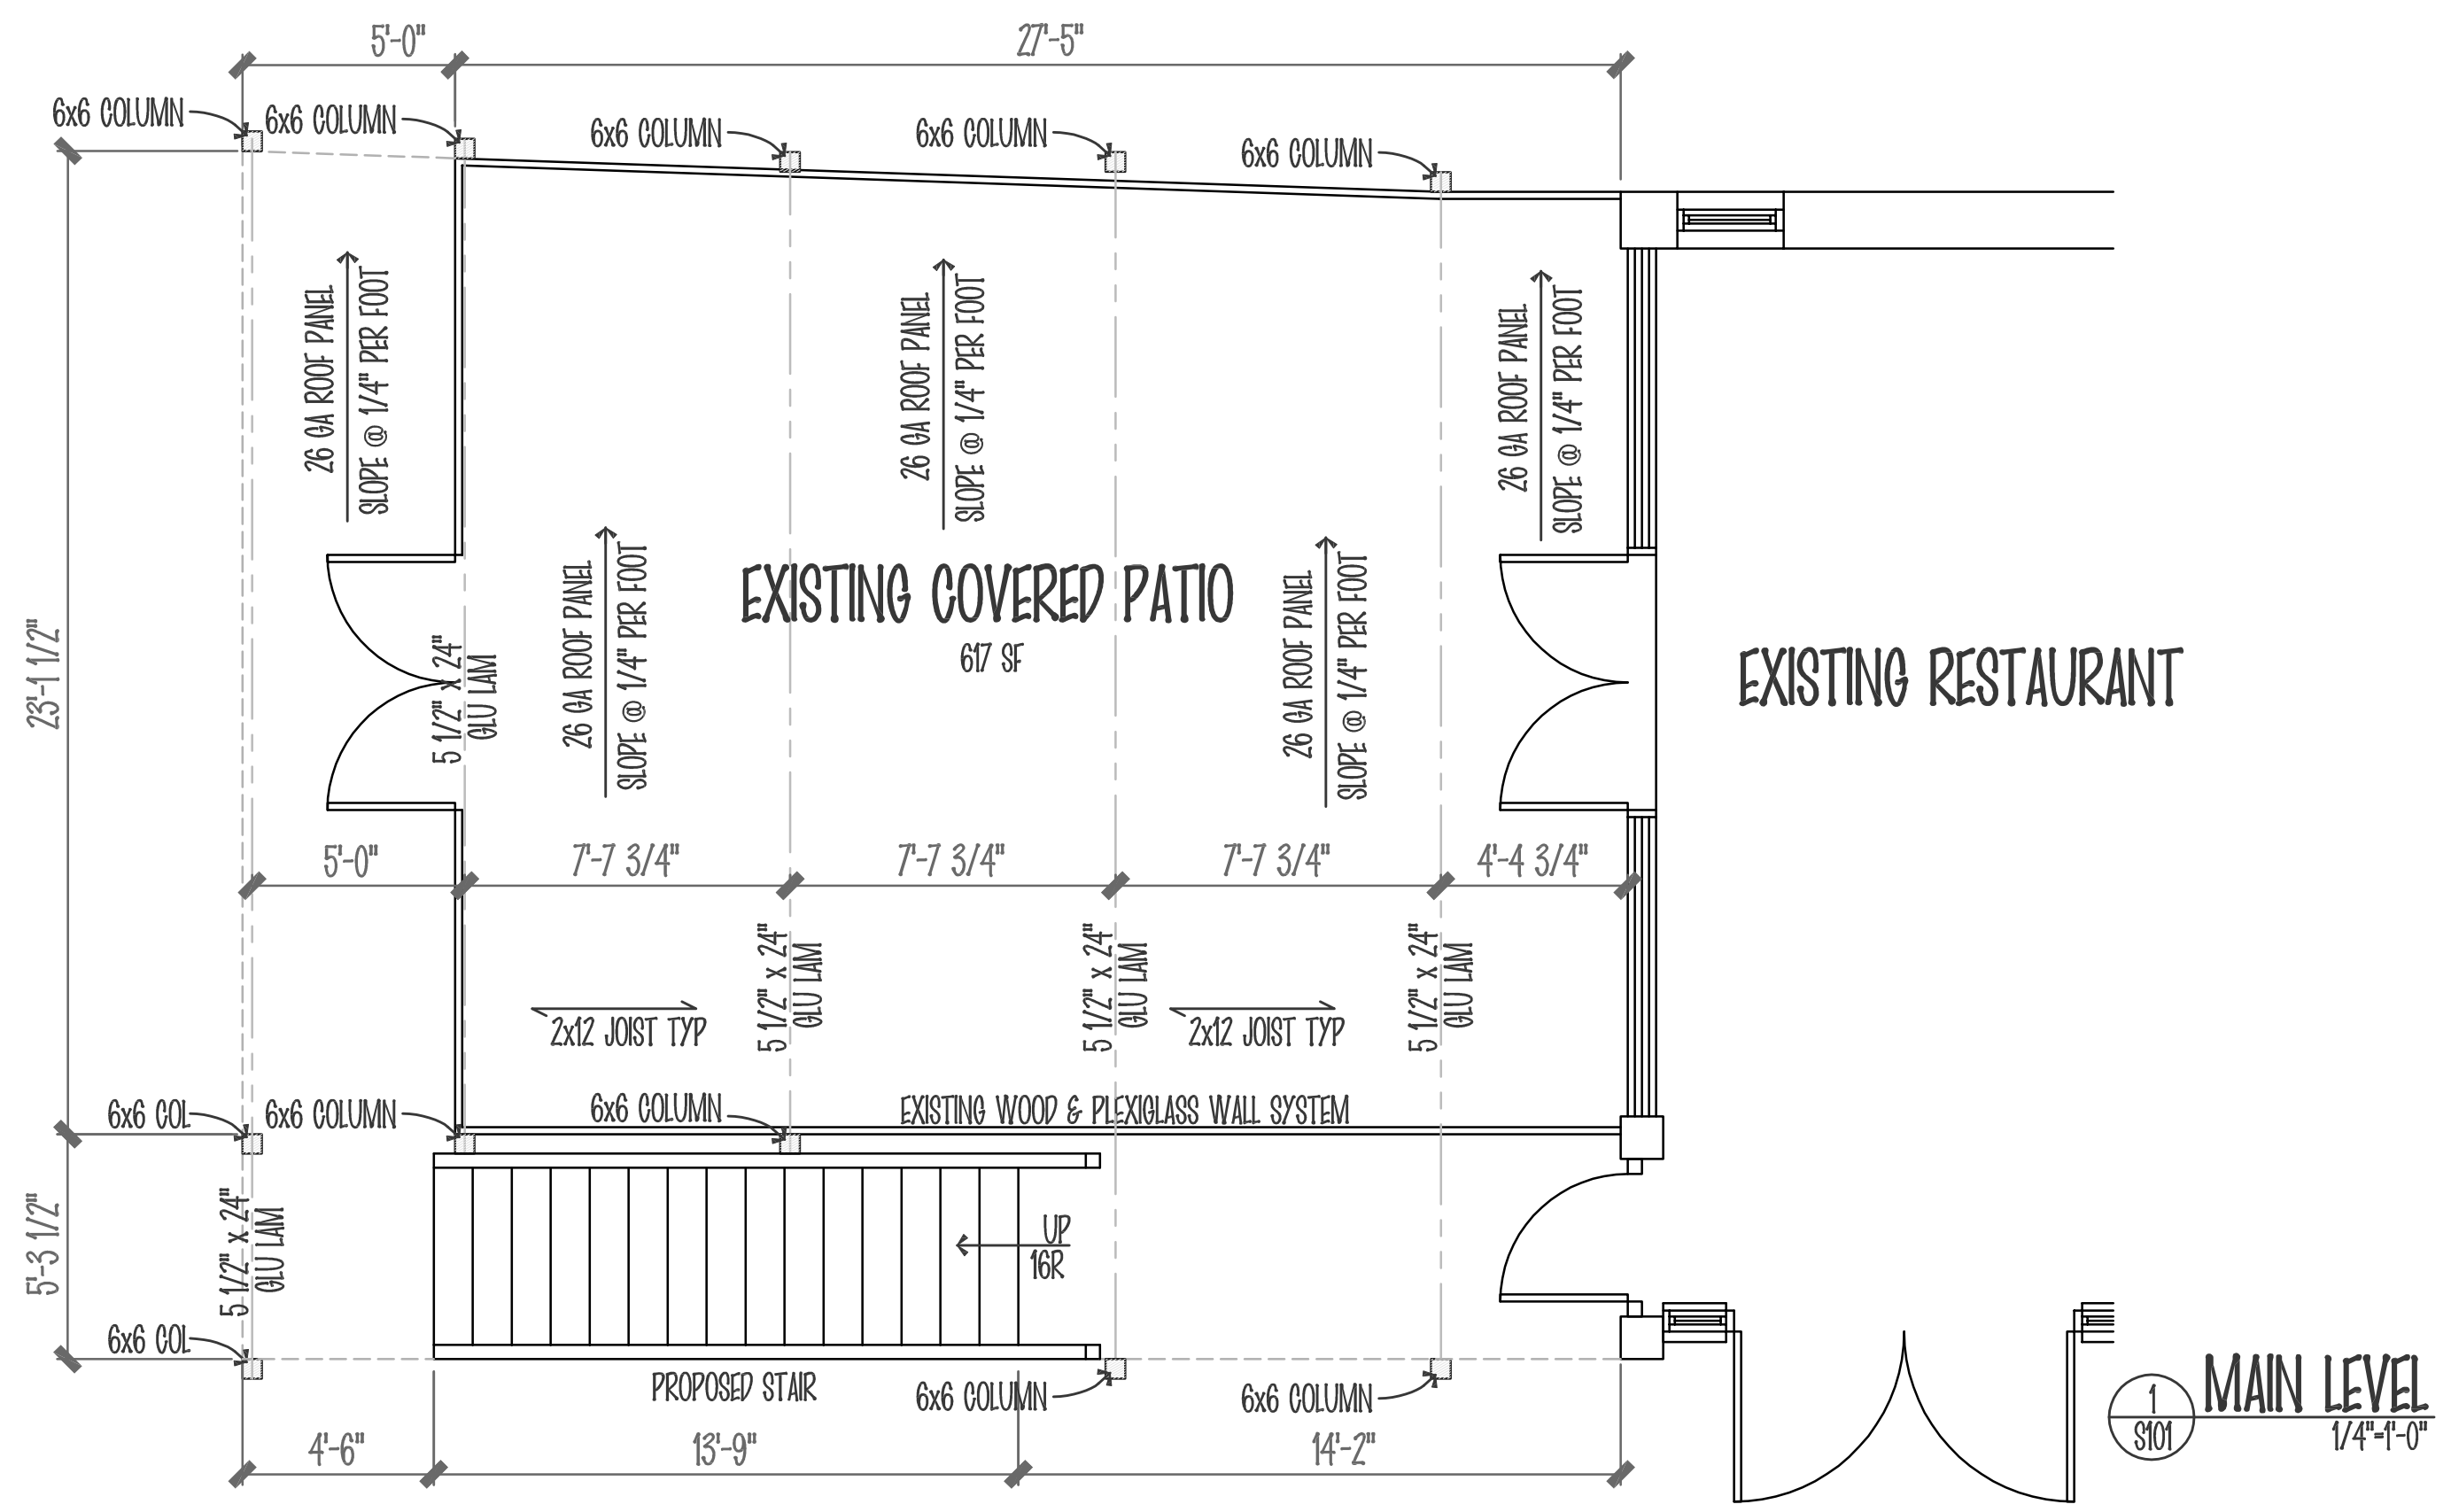 5'-0"
27'-5"
6x6 COLUMN
6x6 COLUMN
6x6 COLUMN
6x6 COLUMN
6x6 COLUMN
26 GA ROOF PANEL
SLOPE @ 1/4" PER FOOT
26 GA ROOF PANEL
SLOPE @ 1/4" PER FOOT
26 GA ROOF PANEL
SLOPE @ 1/4" PER FOOT
26 GA ROOF PANEL
SLOPE @ 1/4" PER FOOT
26 GA ROOF PANEL
SLOPE @ 1/4" PER FOOT
EXISTING COVERED PATIO
617 SF
EXISTING RESTAURANT
23'-1 1/2"
5 1/2" x 24"
GLU LAM
5'-0"
7'-7 3/4"
7'-7 3/4"
7'-7 3/4"
4'-4 3/4"
5 1/2" x 24"
GLU LAM
5 1/2" x 24"
GLU LAM
5 1/2" x 24"
GLU LAM
2x12 JOIST TYP
2x12 JOIST TYP
6x6 COL
6x6 COLUMN
6x6 COLUMN
EXISTING WOOD & PLEXIGLASS WALL SYSTEM
5'-3 1/2"
5 1/2" x 24"
GLU LAM
UP
16R
6x6 COL
PROPOSED STAIR
6x6 COLUMN
6x6 COLUMN
4'-6"
13'-9"
14'-2"
1
S101
MAIN LEVEL
1/4"=1'-0"